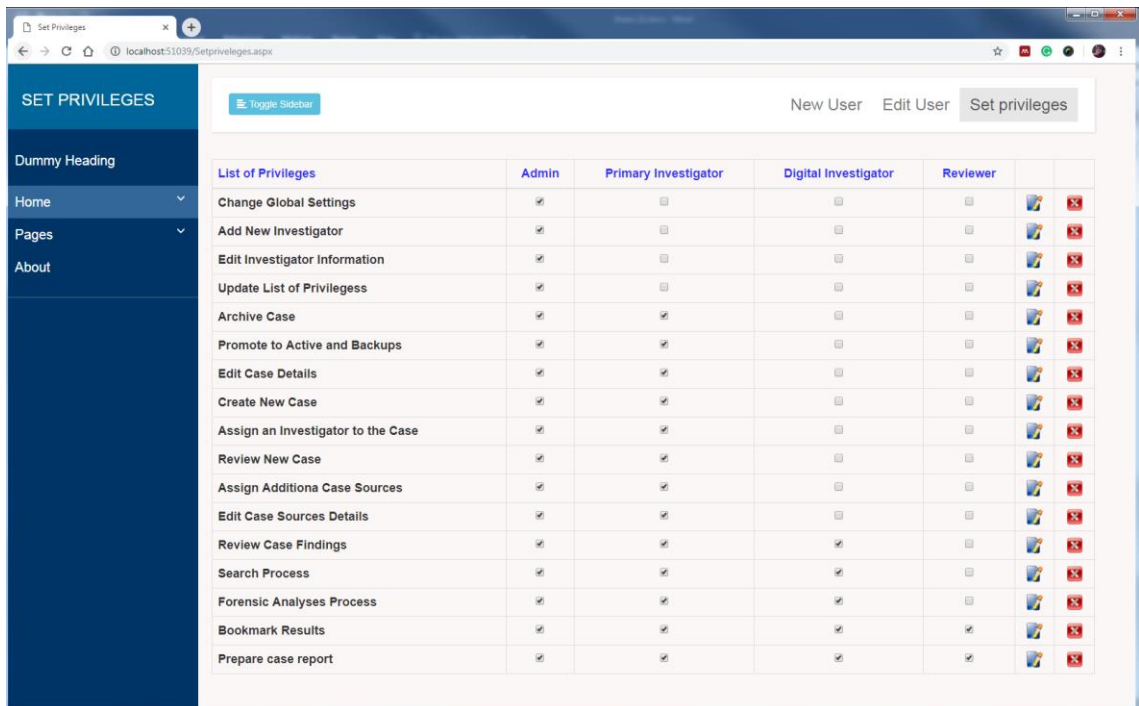 Set Privileges
localhost:51039/Setpriveleges.aspx
SET PRIVILEGES
Toggle Sidebar
New User Edit User Set privileges
Dummy Heading
Home
Pages
About
List of Privileges Admin Primary Investigator Digital Investigator Reviewer
Change Global Settings
Add New Investigator
Edit Investigator Information
Update List of Privilegess
Archive Case
Promote to Active and Backups
Edit Case Details
Create New Case
Assign an Investigator to the Case
Review New Case
Assign Additiona Case Sources
Edit Case Sources Details
Review Case Findings
Search Process
Forensic Analyses Process
Bookmark Results
Prepare case report